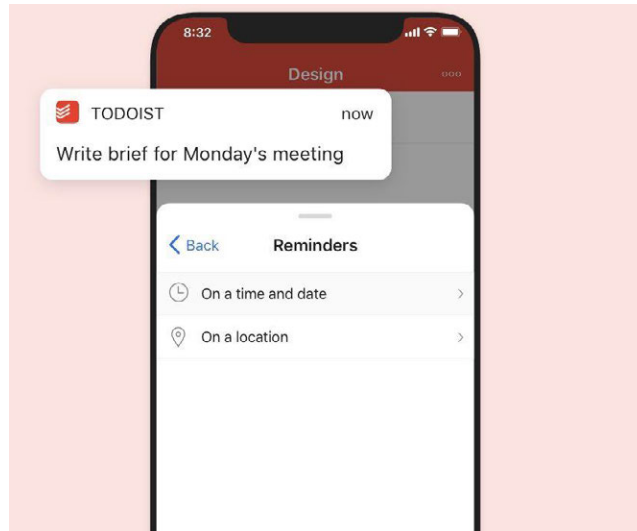 8:32
Design
TODOIST now
Write brief for Monday's meeting
Back Reminders
On a time and date
On a location